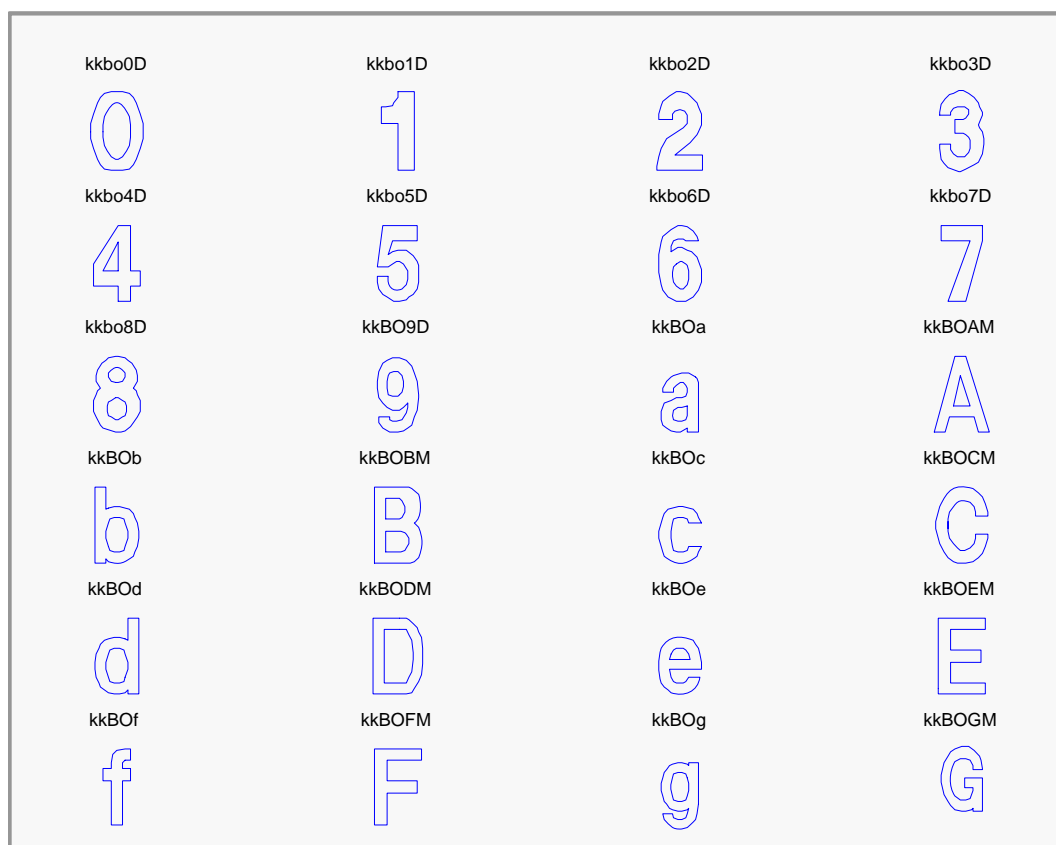 kkbo0D kkbo1D kkbo2D kkbo3D
0 1 2 3
kkbo4D kkbo5D kkbo6D kkbo7D
4 5 6 7
kkbo8D kkBO9D kkBOa kkBOAM
8 9 a A
kkBOb kkBOBM kkBOc kkBOCM
b B c C
kkBOd kkBODM kkBOe kkBOEM
d D e E
kkBOf kkBOFM kkBOg kkBOGM
f F g G